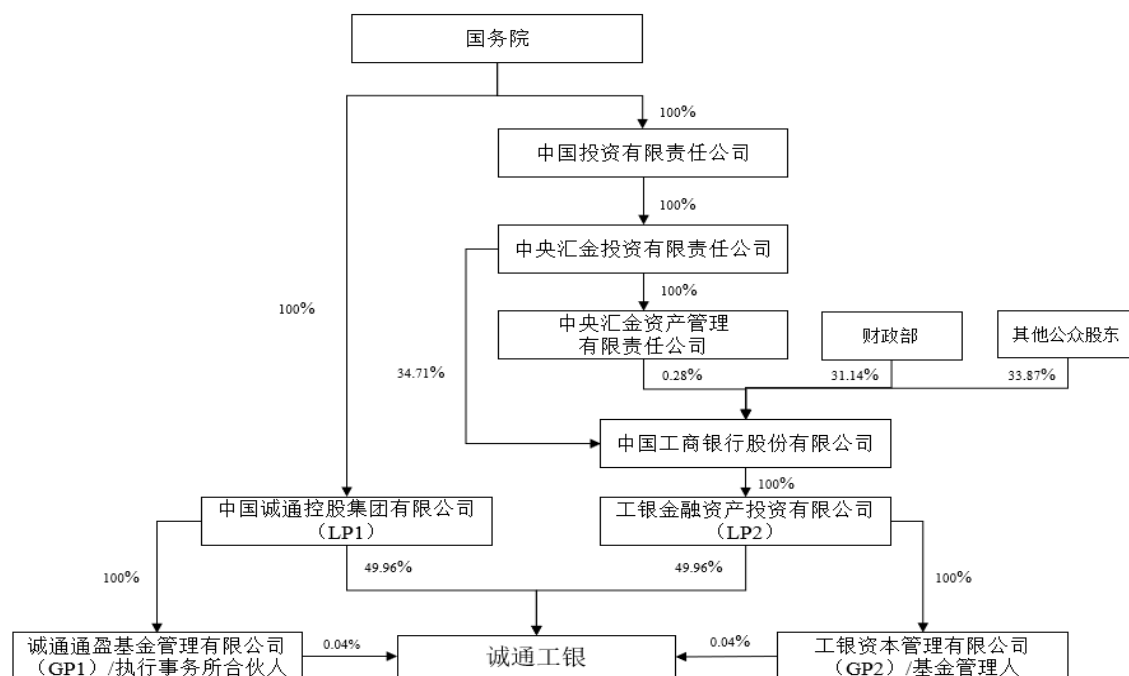 国务院
100%
中国投资有限责任公司
100%
中央汇金投资有限责任公司
100%
100%
中央汇金资产管理
有限责任公司
财政部
其他公众股东
34.71%
0.28%
31.14%
33.87%
中国工商银行股份有限公司
100%
中国诚通控股集团有限公司
（LP1）
工银金融资产投资有限公司
（LP2）
100%
49.96%
49.96%
100%
诚通通盈基金管理有限公司
（GP1）/执行事务所合伙人
0.04%
诚通工银
0.04%
工银资本管理有限公司
（GP2）/基金管理人